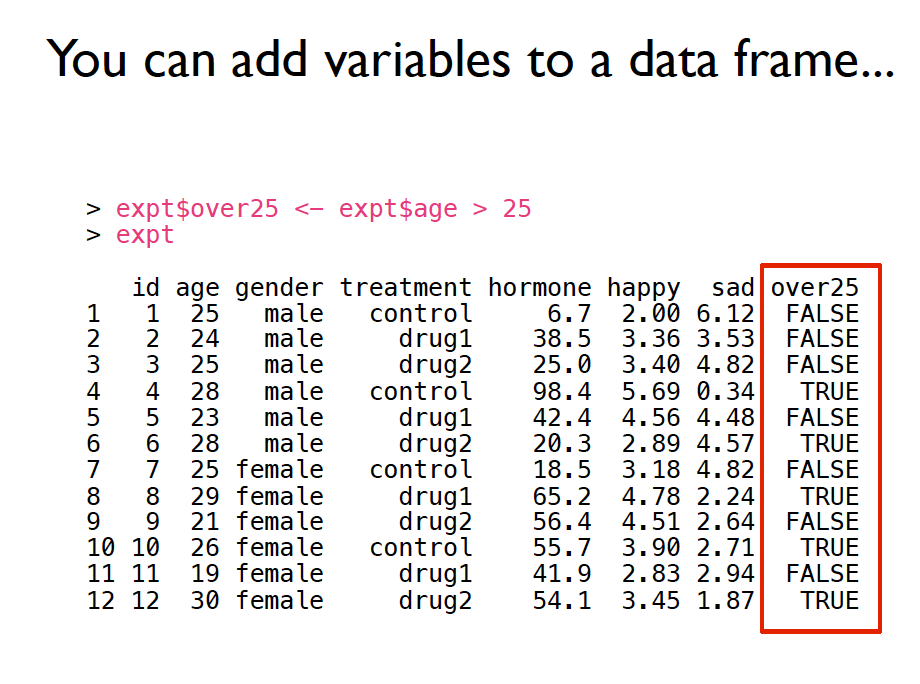 You can add variables to a data frame...
> expt$over25 <- expt$age > 25
> expt
id age gender treatment hormone happy sad over25
1 1 25 male control 6.7 2.00 6.12 FALSE
2 2 24 male drug1 38.5 3.36 3.53 FALSE
3 3 25 male drug2 25.0 3.40 4.82 FALSE
4 4 28 male control 98.4 5.69 0.34 TRUE
5 5 23 male drug1 42.4 4.56 4.48 FALSE
6 6 28 male drug2 20.3 2.89 4.57 TRUE
7 7 25 female control 18.5 3.18 4.82 FALSE
8 8 29 female drug1 65.2 4.78 2.24 TRUE
9 9 21 female drug2 56.4 4.51 2.64 FALSE
10 10 26 female control 55.7 3.90 2.71 TRUE
11 11 19 female drug1 41.9 2.83 2.94 FALSE
12 12 30 female drug2 54.1 3.45 1.87 TRUE